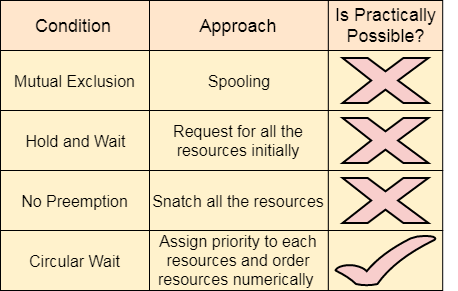 Condition
Approach
Is Practically
Possible?
Mutual Exclusion
Spooling
Hold and Wait
Request for all the
resources initially
No Preemption
Snatch all the resources
Circular Wait
Assign priority to each
resources and order
resources numerically